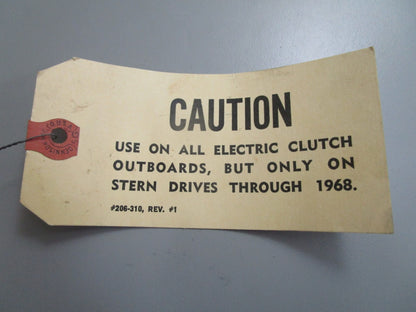 CAUTION
USE ON ALL ELECTRIC CLUTCH
OUTBOARDS, BUT ONLY ON
STERN DRIVES THROUGH 1968.
#206-310, REV. #1